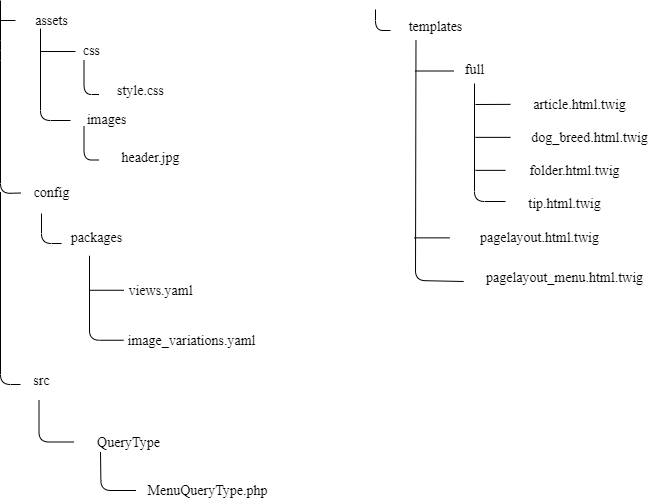 assets
css
style.css
images
header.jpg
config
packages
views.yaml
image_variations.yaml
src
QueryType
MenuQueryType.php
templates
full
article.html.twig
dog_breed.html.twig
folder.html.twig
tip.html.twig
pagelayout.html.twig
pagelayout_menu.html.twig